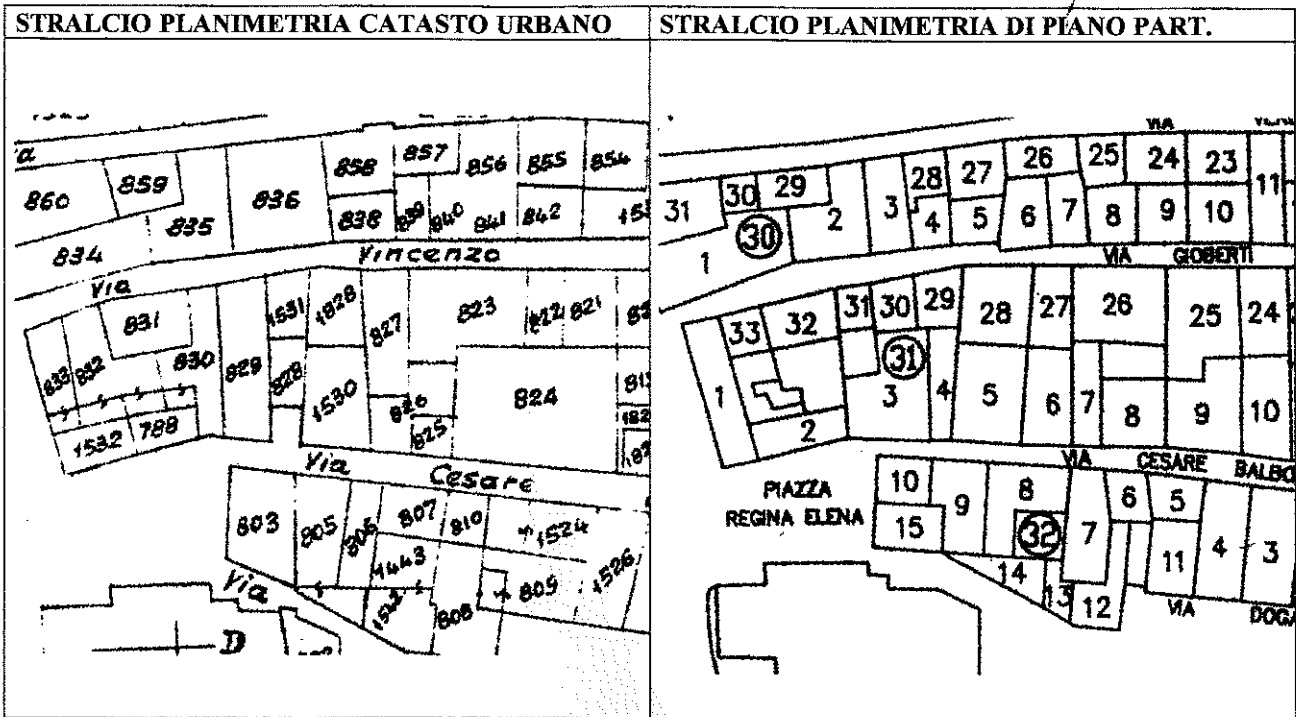 STRALCIO PLANIMETRIA CATASTO URBANO
a
860 859 835 836 858 838 857 839 840 856 841 855 842 854
834
Via Vincenzo
833 832 831 830 829 1531 828 1828 1530 827 826 825 823 824 822 821
1532 788
Via Cesare
803 805 806 807 1443 810 808 1524 809 1526
Via
1542
D
STRALCIO PLANIMETRIA DI PIANO PART.
VIA
31 30 29 2 3 28 4 27 5 26 6 7 25 8 24 9 23 10 11
30
1
VIA GIOBERTI
1 33 32 31 30 29 28 27 26 25 24
31
2 3 4 5 6 7 8 9 10
VIA CESARE BALBO
PIAZZA
REGINA ELENA
10 15 9 8 7 6 5 11 4 3
32
14 13 12
VIA DOGA